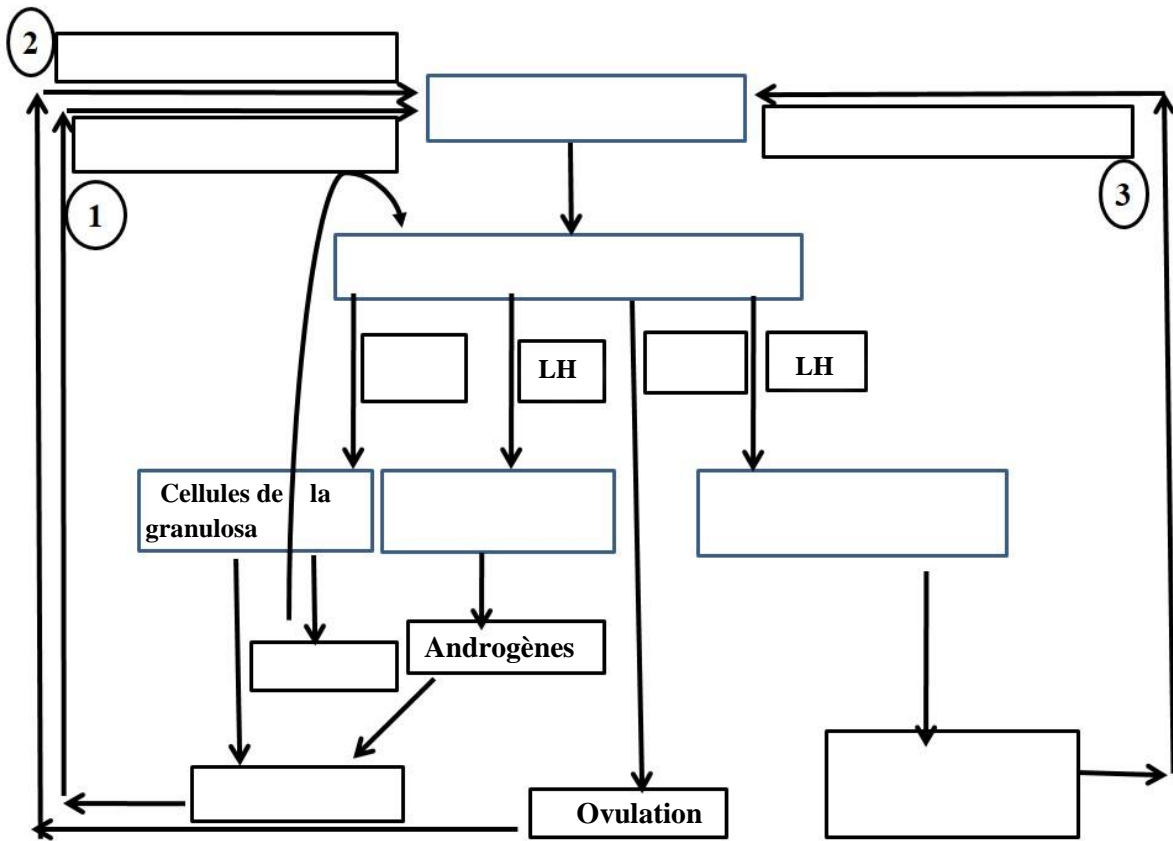 2
1
3
LH
LH
Cellules de la
granulosa
Androgènes
Ovulation